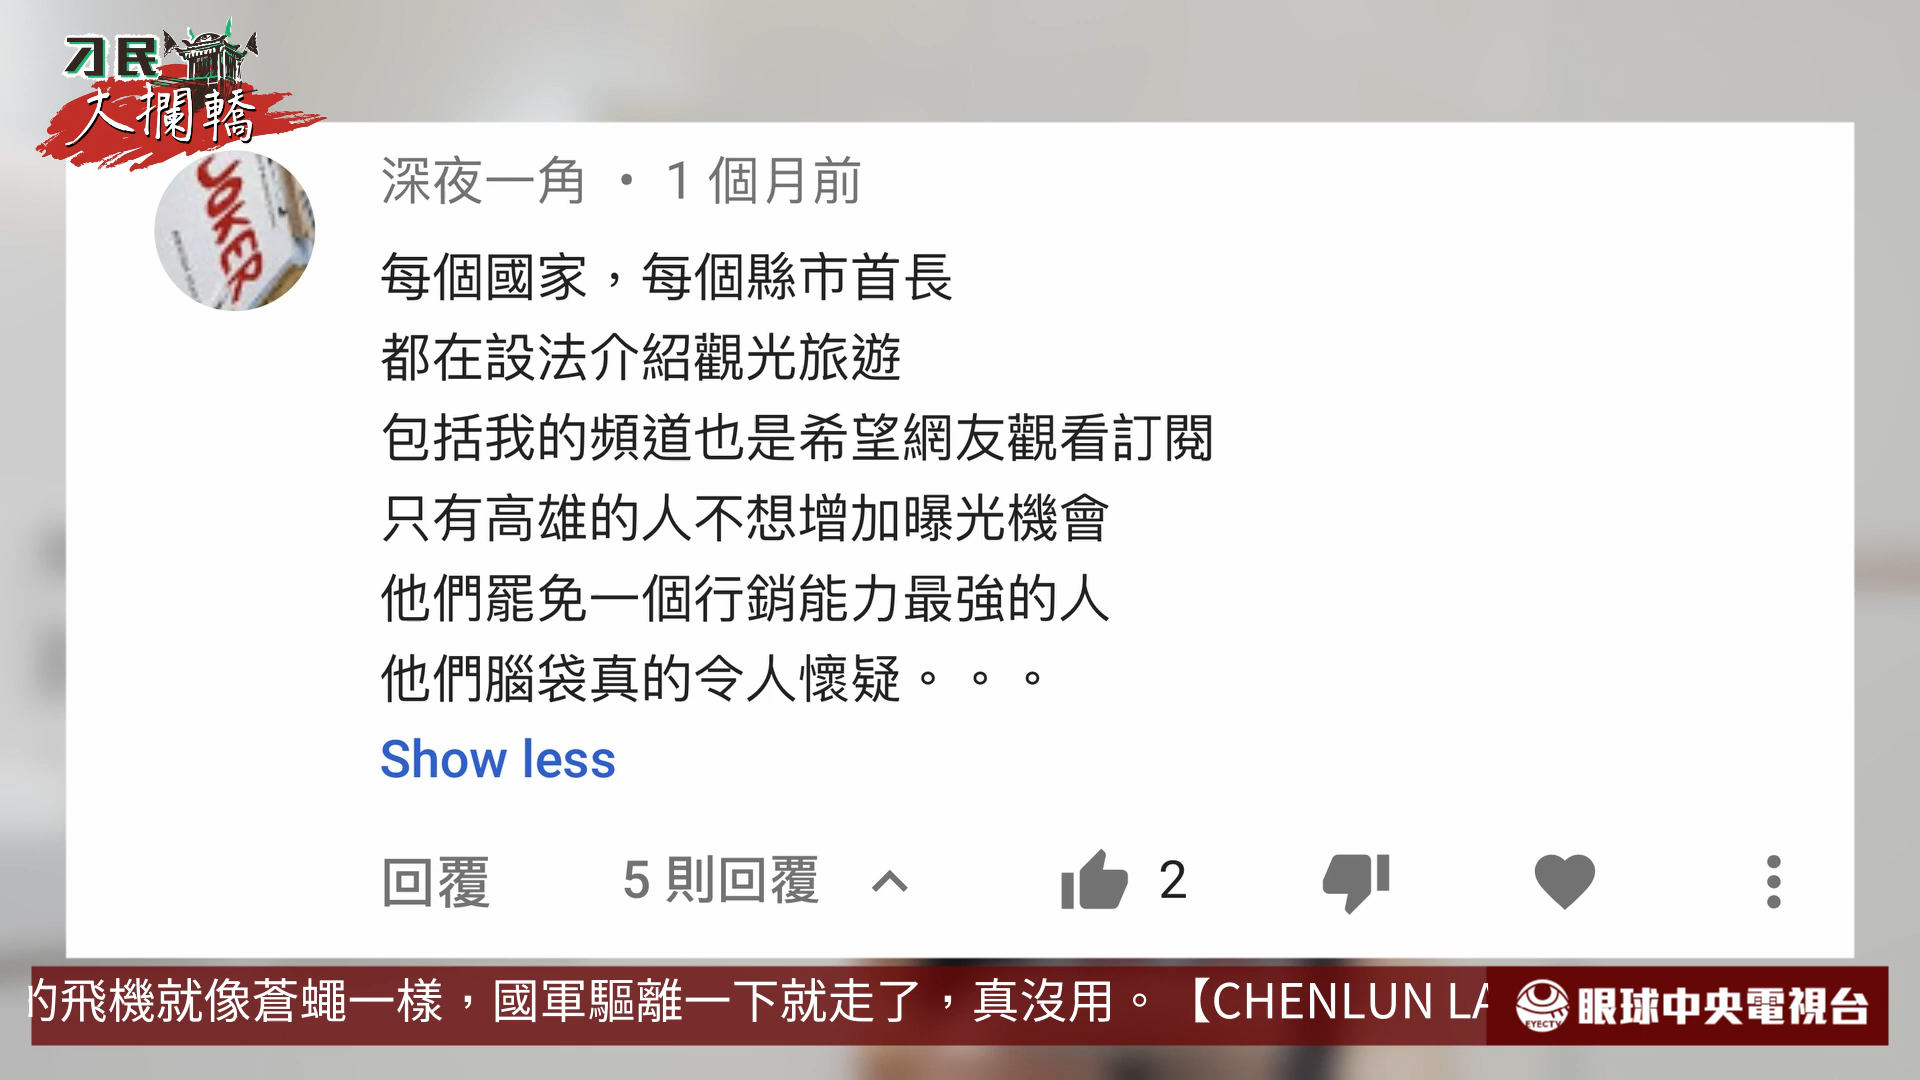 刁民
大攔轎
JOKER
深夜一角 • 1 個月前
每個國家，每個縣市首長
都在設法介紹觀光旅遊
包括我的頻道也是希望網友觀看訂閱
只有高雄的人不想增加曝光機會
他們罷免一個行銷能力最強的人
他們腦袋真的令人懷疑。。。
Show less
回覆
5 則回覆
2
的飛機就像蒼蠅一樣，國軍驅離一下就走了，真沒用。【CHENLUN LA
EYECTV
眼球中央電視台